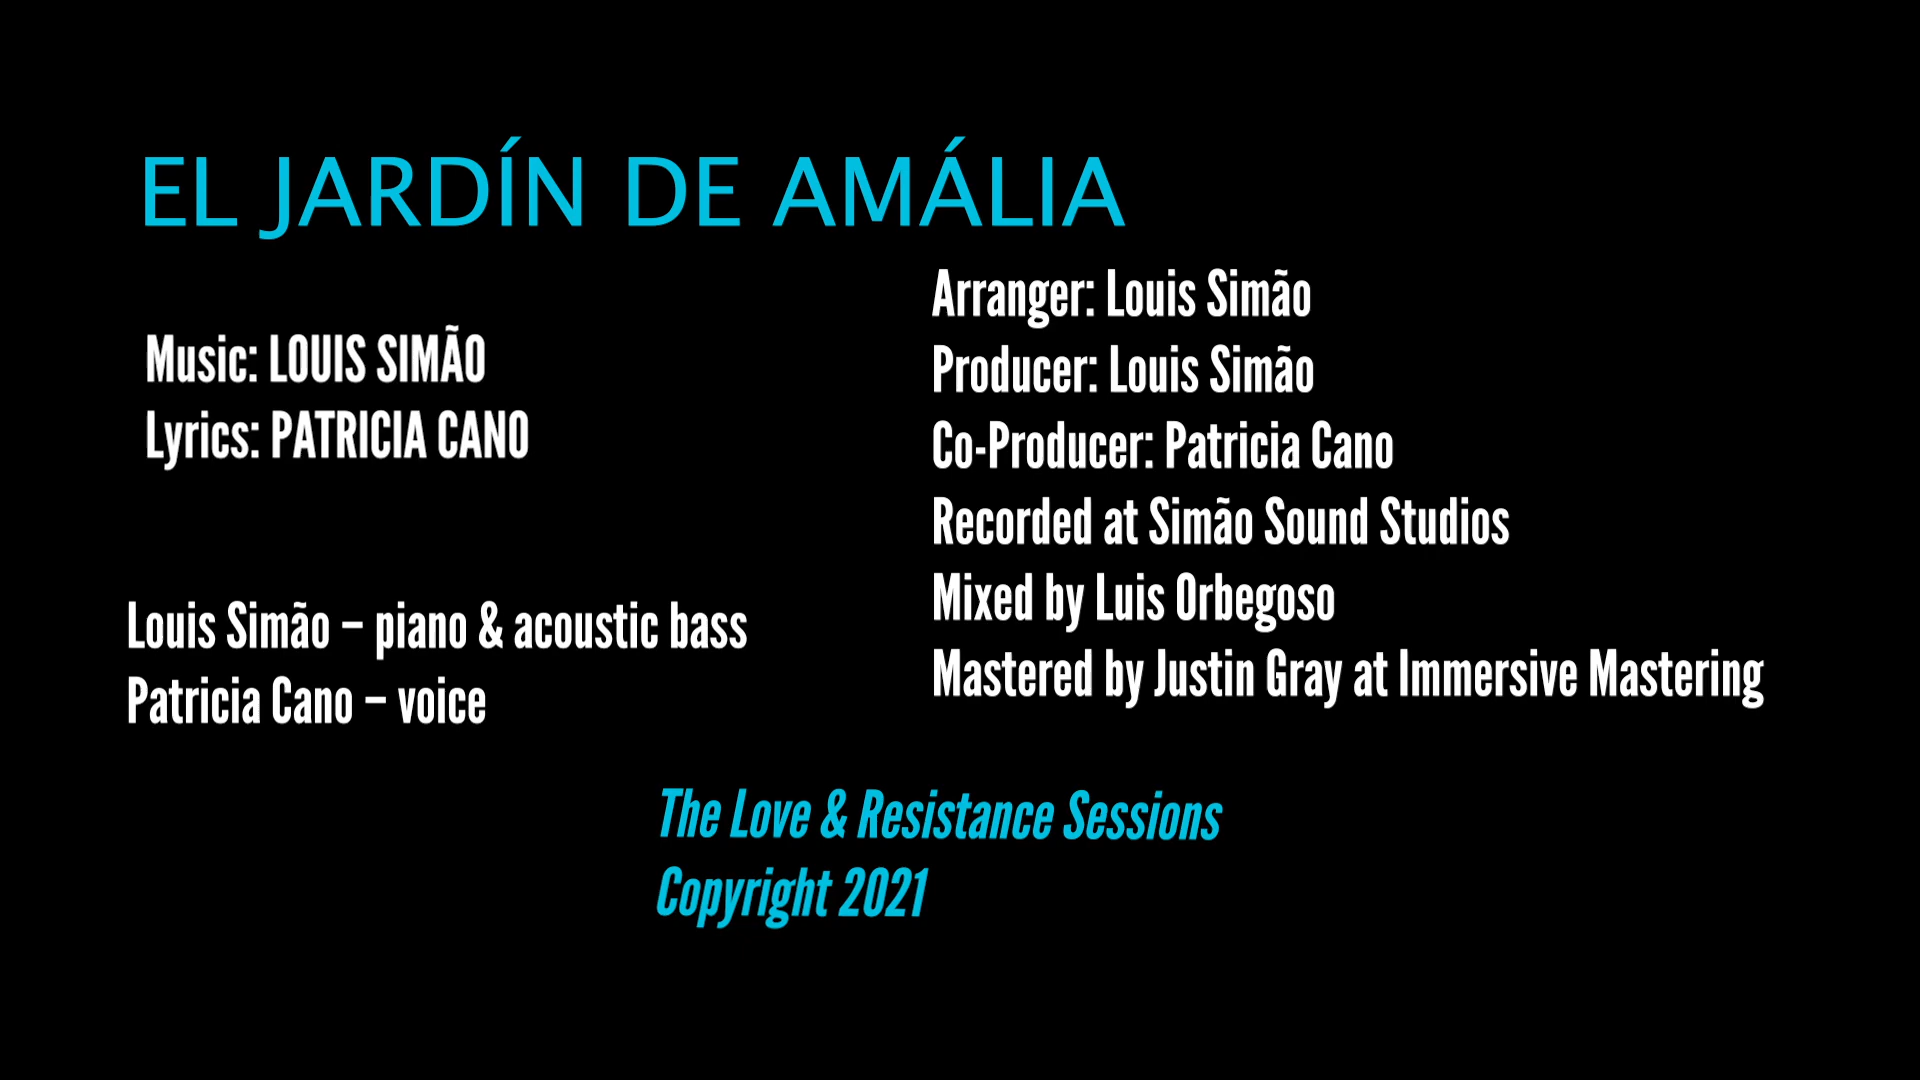 EL JARDÍN DE AMÁLIA
Music: LOUIS SIMÃO
Lyrics: PATRICIA CANO
Louis Simão – piano & acoustic bass
Patricia Cano – voice
Arranger: Louis Simão
Producer: Louis Simão
Co-Producer: Patricia Cano
Recorded at Simão Sound Studios
Mixed by Luis Orbegoso
Mastered by Justin Gray at Immersive Mastering
The Love & Resistance Sessions
Copyright 2021